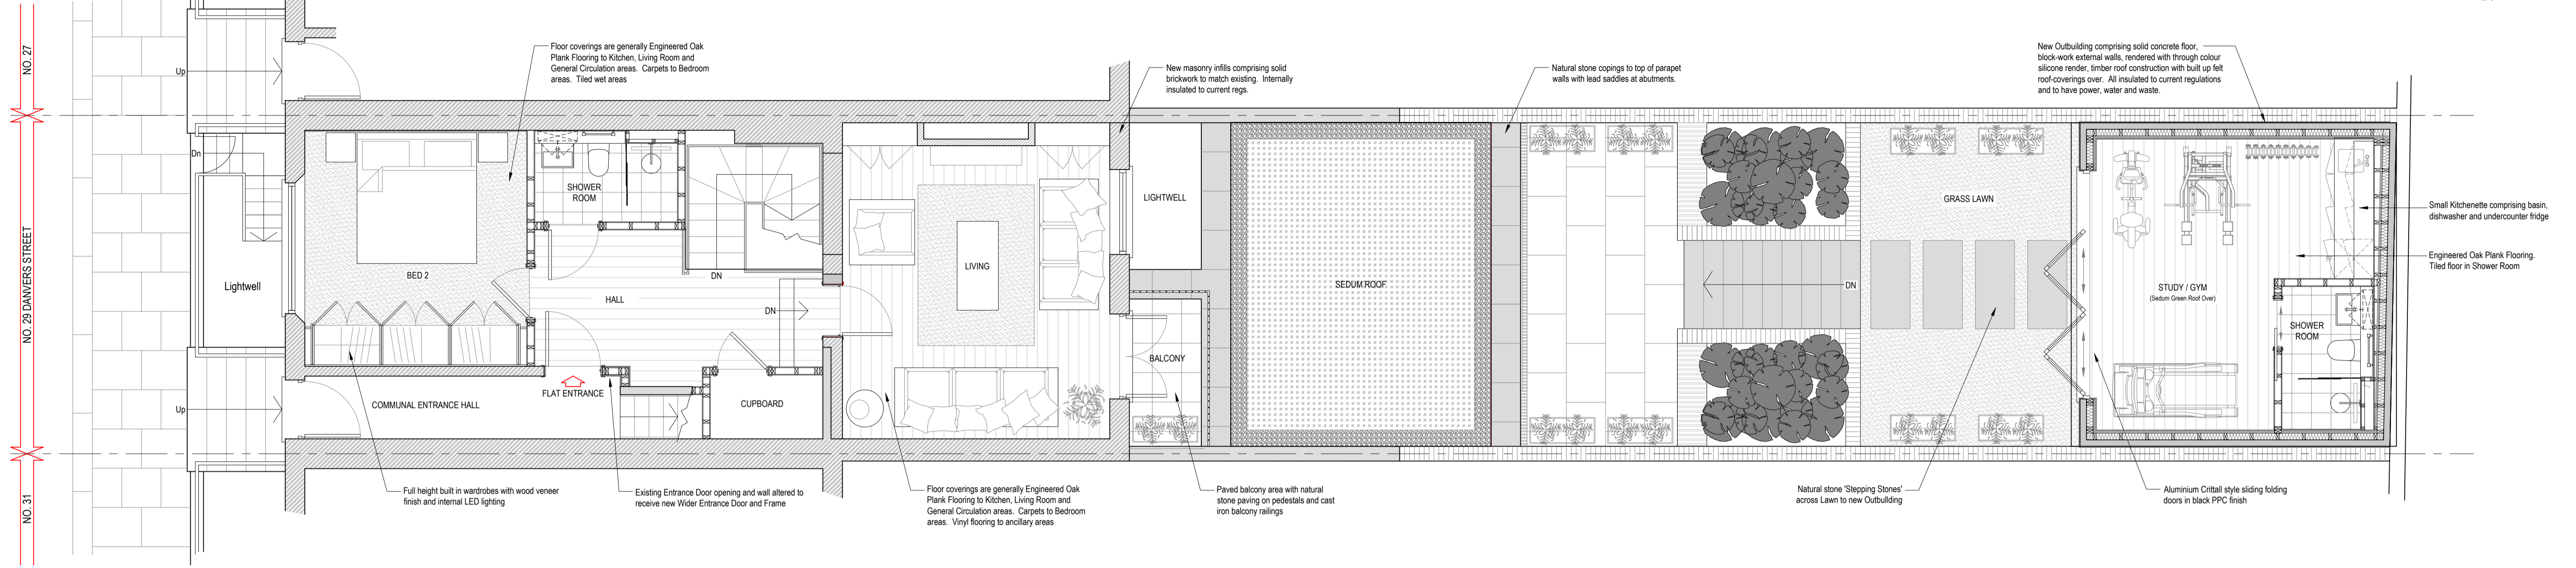 NO. 27
NO. 29 DANVERS STREET
NO. 31
Up
Dn
Lightwell
Up
Floor coverings are generally Engineered Oak
Plank Flooring to Kitchen, Living Room and
General Circulation areas. Carpets to Bedroom
areas. Tiled wet areas
SHOWER
ROOM
BED 2
HALL
DN
DN
COMMUNAL ENTRANCE HALL
FLAT ENTRANCE
CUPBOARD
Full height built in wardrobes with wood veneer
finish and internal LED lighting
Existing Entrance Door opening and wall altered to
receive new Wider Entrance Door and Frame
LIVING
Floor coverings are generally Engineered Oak
Plank Flooring to Kitchen, Living Room and
General Circulation areas. Carpets to Bedroom
areas. Vinyl flooring to ancillary areas
New masonry infills comprising solid
brickwork to match existing. Internally
insulated to current regs.
LIGHTWELL
BALCONY
Paved balcony area with natural
stone paving on pedestals and cast
iron balcony railings
SEDUM ROOF
Natural stone copings to top of parapet
walls with lead saddles at abutments.
DN
GRASS LAWN
Natural stone 'Stepping Stones'
across Lawn to new Outbuilding
New Outbuilding comprising solid concrete floor,
block-work external walls, rendered with through colour
silicone render, timber roof construction with built up felt
roof-coverings over. All insulated to current regulations
and to have power, water and waste.
STUDY / GYM
(Sedum Green Roof Over)
SHOWER
ROOM
Small Kitchenette comprising basin,
dishwasher and undercounter fridge
Engineered Oak Plank Flooring.
Tiled floor in Shower Room
Aluminium Crittall style sliding folding
doors in black PPC finish